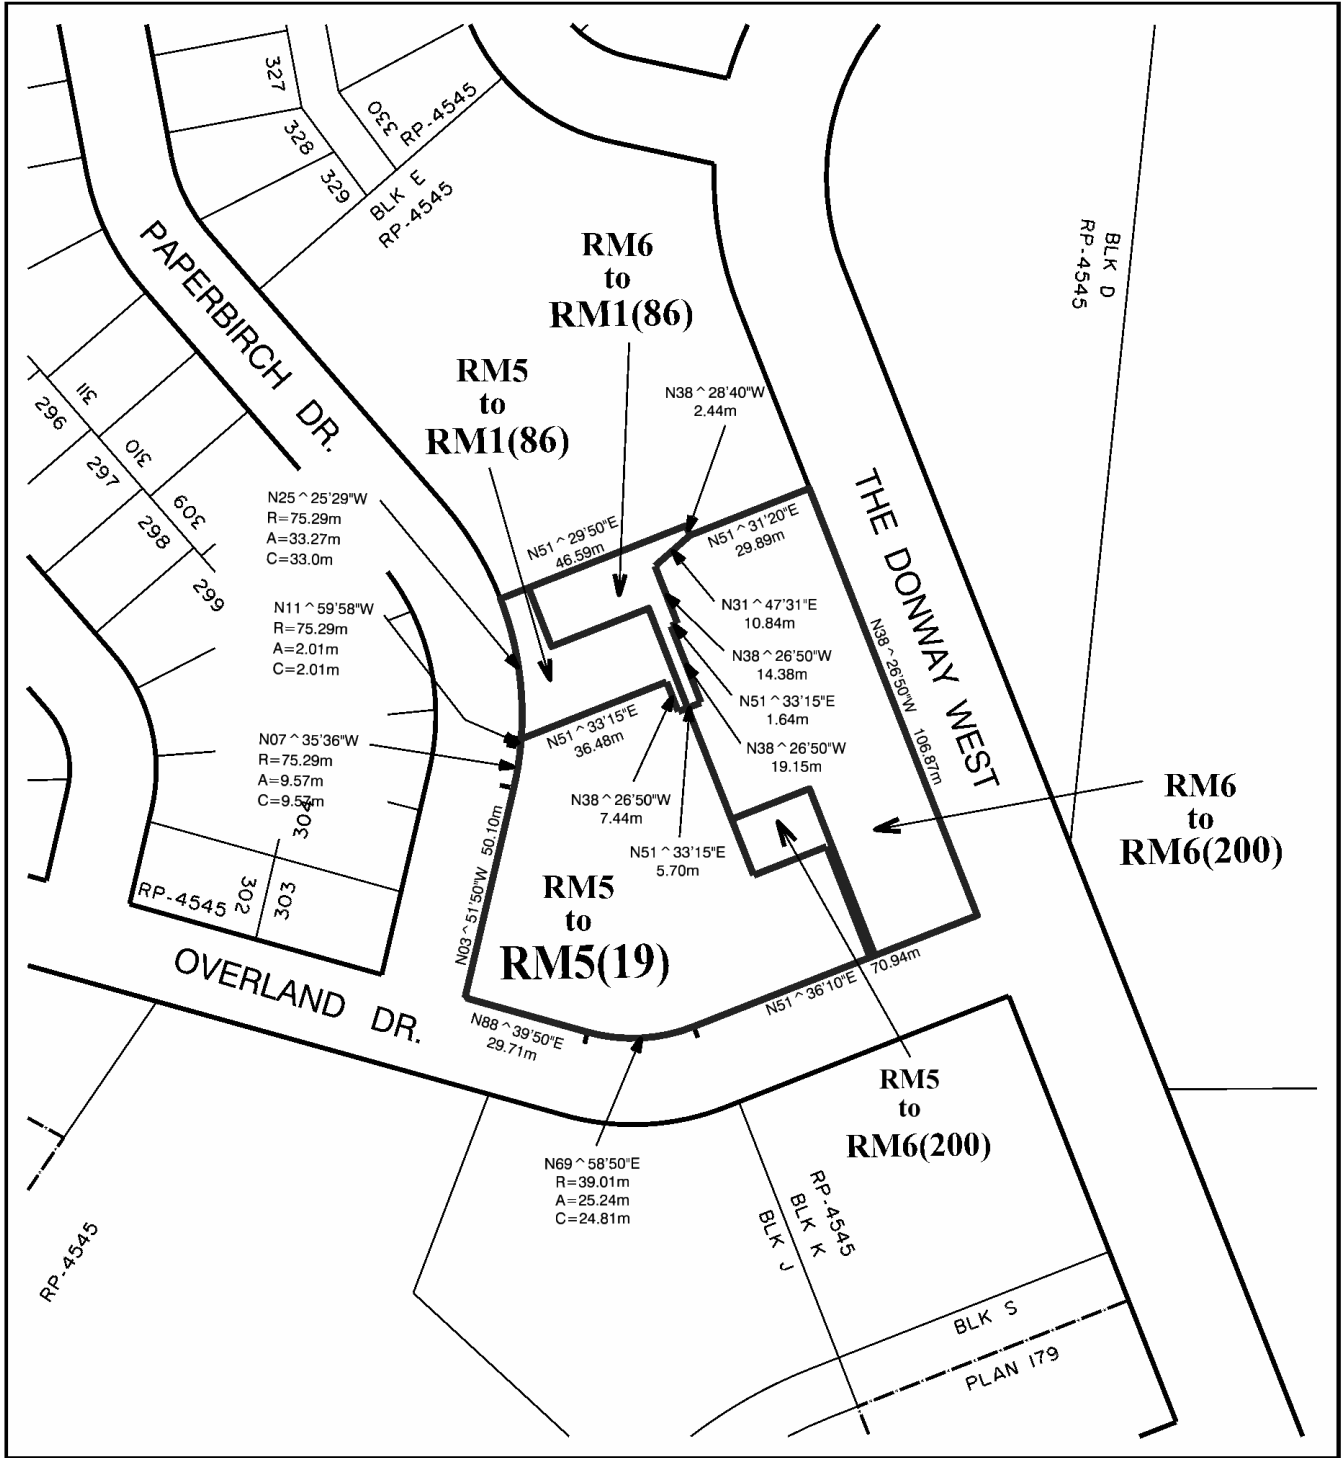 327
328
329
330
RP-4545
BLK E
RP-4545
PAPERBIRCH DR.
BLK D
RP-4545
RM6
to
RM1(86)
RM5
to
RM1(86)
N38^28'40"W
2.44m
311
296
310
297
309
298
299
N25^25'29"W
R=75.29m
A=33.27m
C=33.0m
N51^29'50"E
46.59m
N51^31'20"E
29.89m
THE DONWAY WEST
N11^59'58"W
R=75.29m
A=2.01m
C=2.01m
N31^47'31"E
10.84m
N38^26'50"W
14.38m
N51^33'15"E
1.64m
N38^26'50"W
19.15m
N38^26'50"W 106.87m
N51^33'15"E
36.48m
N07^35'36"W
R=75.29m
A=9.57m
C=9.57m
304
N38^26'50"W
7.44m
N51^33'15"E
5.70m
RM6
to
RM6(200)
N03^51'50"W 50.10m
RM5
to
RM5(19)
RP-4545
302
303
OVERLAND DR.
N51^36'10"E 70.94m
N88^39'50"E
29.71m
RM5
to
RM6(200)
N69^58'50"E
R=39.01m
A=25.24m
C=24.81m
RP-4545
BLK K
BLK J
RP-4545
BLK S
PLAN 179